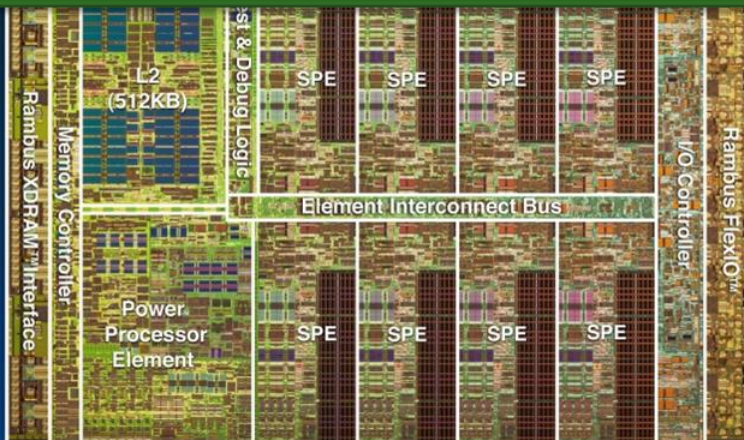 Rambus XDRAM™ Interface
Memory Controller
L2
(512KB)
st & Debug Logic
SPE
SPE
SPE
SPE
I/O Controller
Rambus FlexIO™
Element Interconnect Bus
Power
Processor
Element
SPE
SPE
SPE
SPE